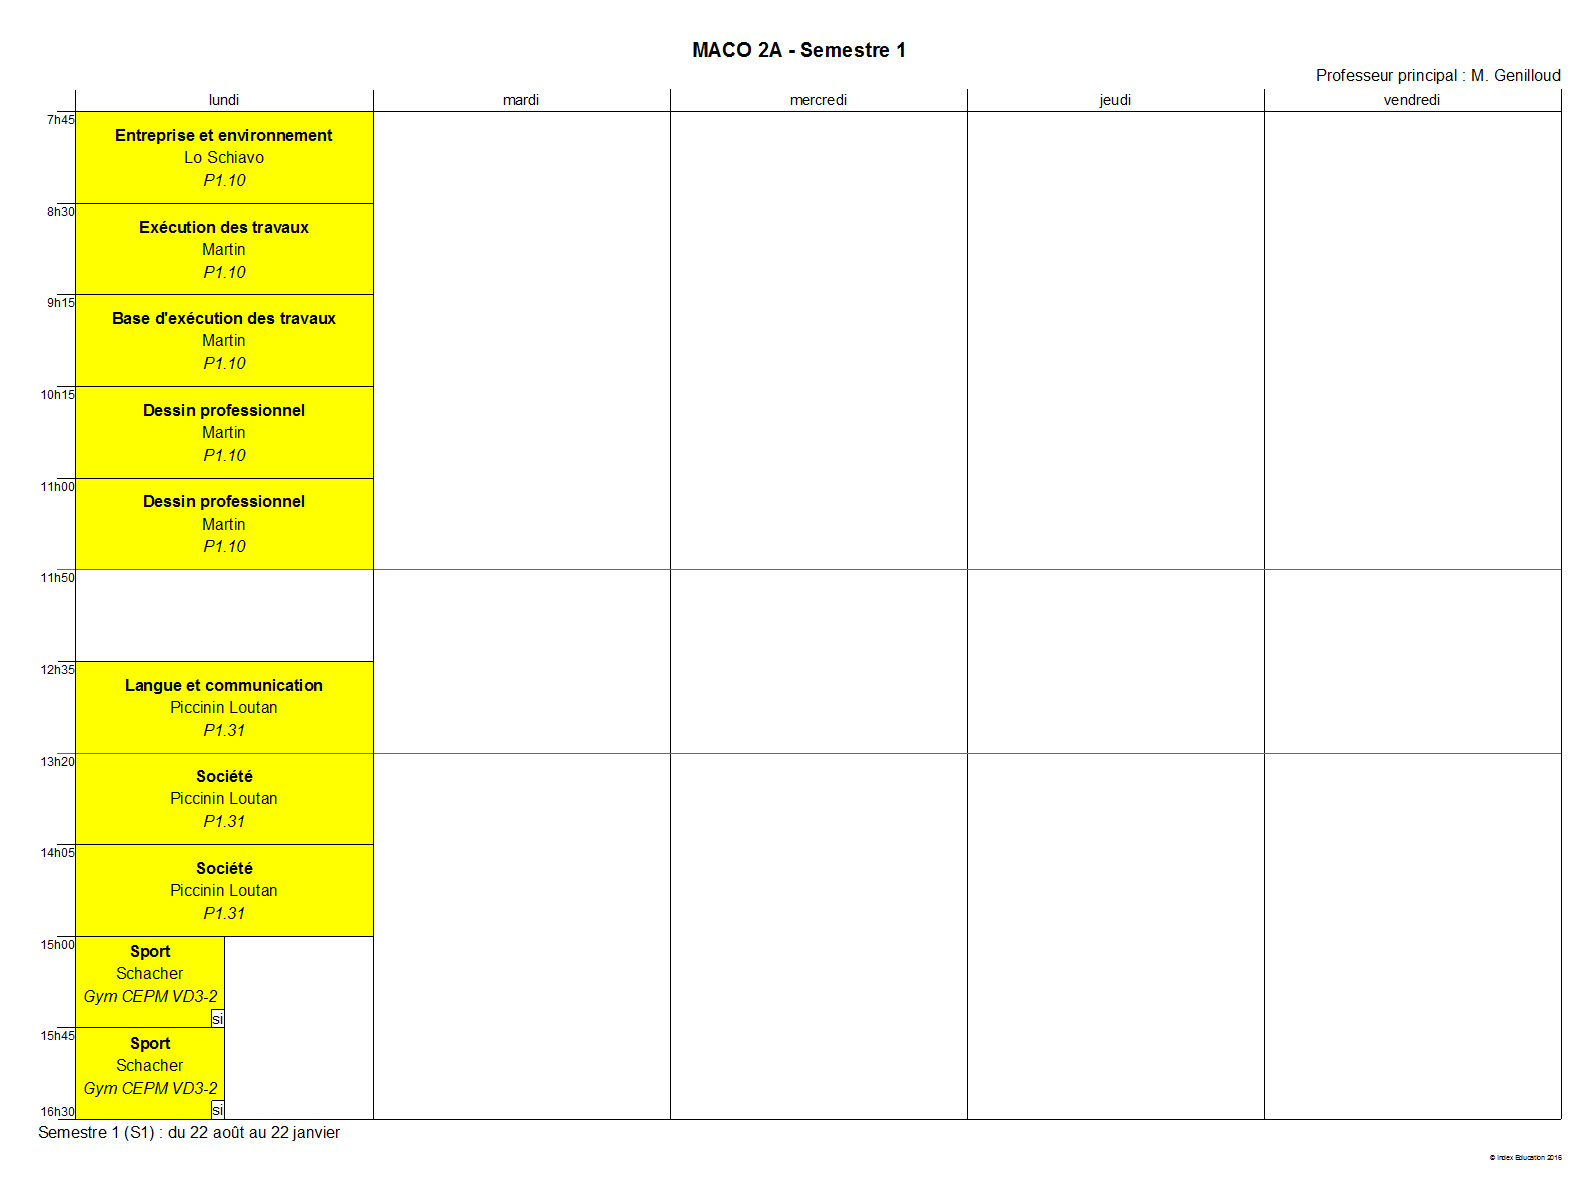 MACO 2A - Semestre 1
Professeur principal : M. Genilloud
lundi
mardi
mercredi
jeudi
vendredi
7h45
Entreprise et environnement
Lo Schiavo
P1.10
8h30
Exécution des travaux
Martin
P1.10
9h15
Base d'exécution des travaux
Martin
P1.10
10h15
Dessin professionnel
Martin
P1.10
11h00
Dessin professionnel
Martin
P1.10
11h50
12h35
Langue et communication
Piccinin Loutan
P1.31
13h20
Société
Piccinin Loutan
P1.31
14h05
Société
Piccinin Loutan
P1.31
15h00
Sport
Schacher
Gym CEPM VD3-2
si
15h45
Sport
Schacher
Gym CEPM VD3-2
si
16h30
Semestre 1 (S1) : du 22 août au 22 janvier
© Index Education 2016